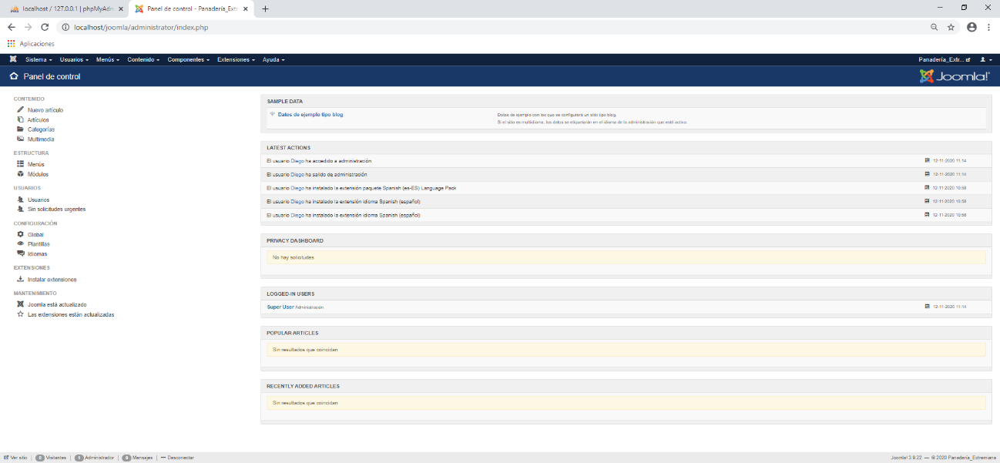 localhost / 127.0.0.1 | phpMyAdm
Panel de control - Panadería_Extr
localhost/joomla/administrator/index.php
Aplicaciones
Sistema Usuarios Menús Contenido Componentes Extensiones Ayuda
Panadería_Extr...
Panel de control
Joomla!
CONTENIDO
Nuevo artículo
Artículos
Categorías
Multimedia
ESTRUCTURA
Menús
Módulos
USUARIOS
Usuarios
Sin solicitudes urgentes
CONFIGURACIÓN
Global
Plantillas
Idiomas
EXTENSIONES
Instalar extensiones
MANTENIMIENTO
Joomla está actualizado
Las extensiones están actualizadas
SAMPLE DATA
Datos de ejemplo tipo blog
Datos de ejemplo con los que se configurará un sitio tipo blog.
Si el sitio es multidioma, los datos se etiquetarán en el idioma de la administración que esté activo.
LATEST ACTIONS
El usuario Diego ha accedido a administración 12-11-2020 11:14
El usuario Diego ha salido de administración 12-11-2020 11:14
El usuario Diego ha instalado la extensión paquete Spanish (es-ES) Language Pack 12-11-2020 10:58
El usuario Diego ha instalado la extensión idioma Spanish (español) 12-11-2020 10:58
El usuario Diego ha instalado la extensión idioma Spanish (español) 12-11-2020 10:58
PRIVACY DASHBOARD
No hay solicitudes
LOGGED-IN USERS
Super User Administración 12-11-2020 11:14
POPULAR ARTICLES
Sin resultados que coincidan
RECENTLY ADDED ARTICLES
Sin resultados que coincidan
Ver sitio | 0 Visitantes | 1 Administrador | 0 Mensajes | Desconectar
Joomla! 3.9.22 — © 2020 Panadería_Extremiana